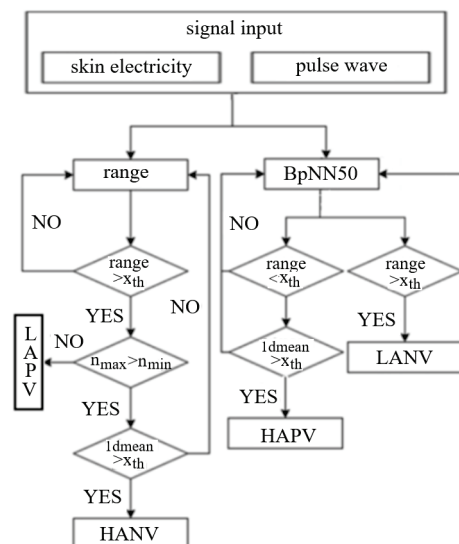 signal input
skin electricity
pulse wave
range
BpNN50
NO
NO
range
>xth
range
<xth
range
>xth
NO
YES
YES
LAPV
NO
nmax>nmin
1dmean
>xth
LANV
YES
YES
1dmean
>xth
HAPV
YES
HANV